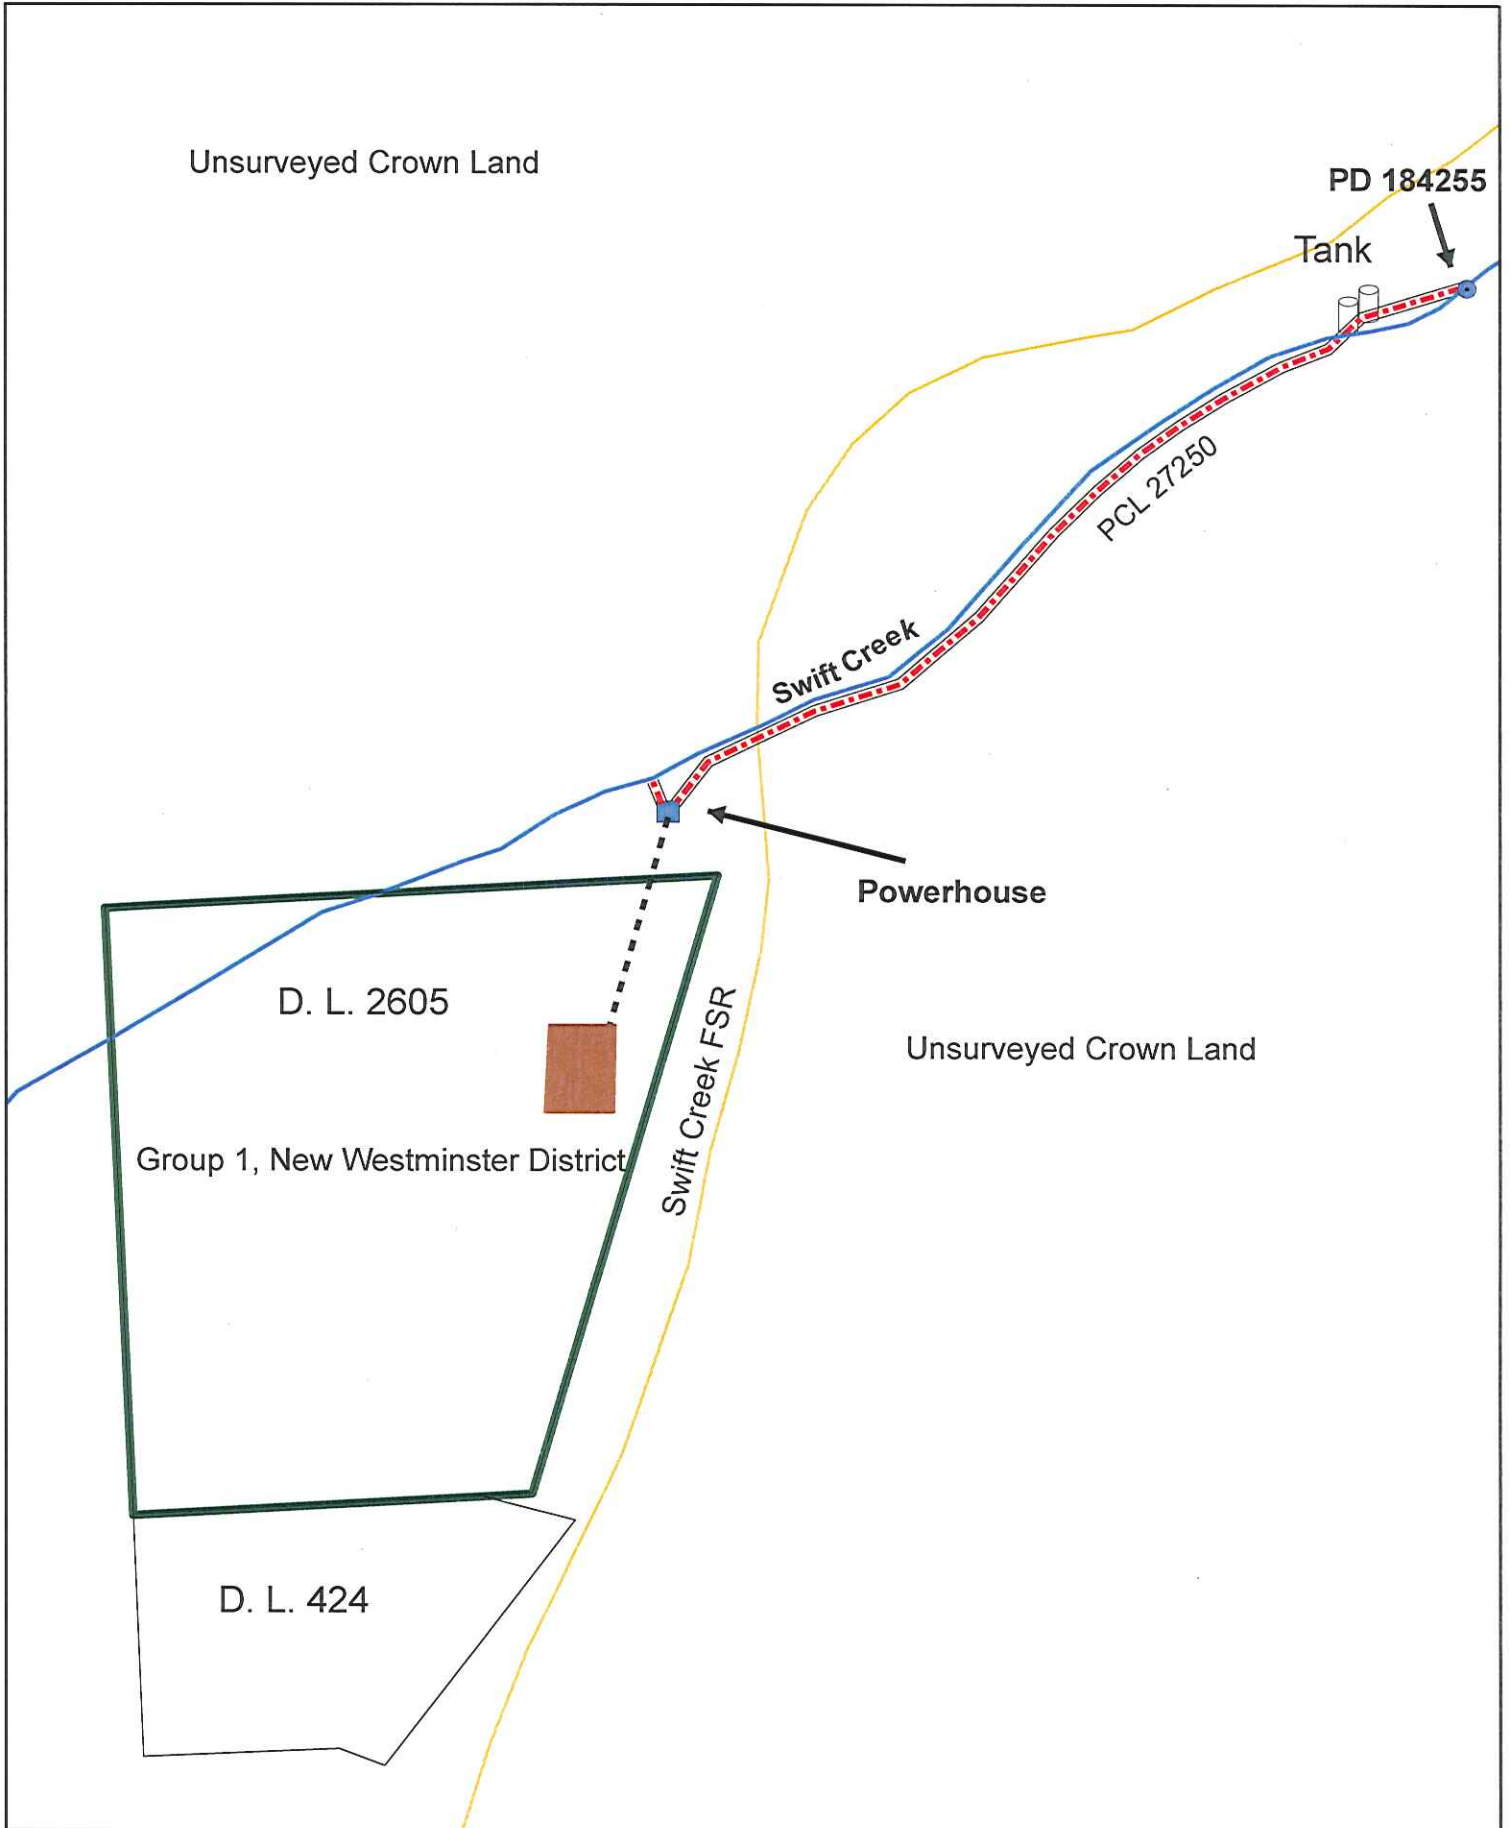 Unsurveyed Crown Land
PD 184255
Tank
PCL 27250
Swift Creek
Powerhouse
D. L. 2605
Swift Creek FSR
Unsurveyed Crown Land
Group 1, New Westminster District
D. L. 424